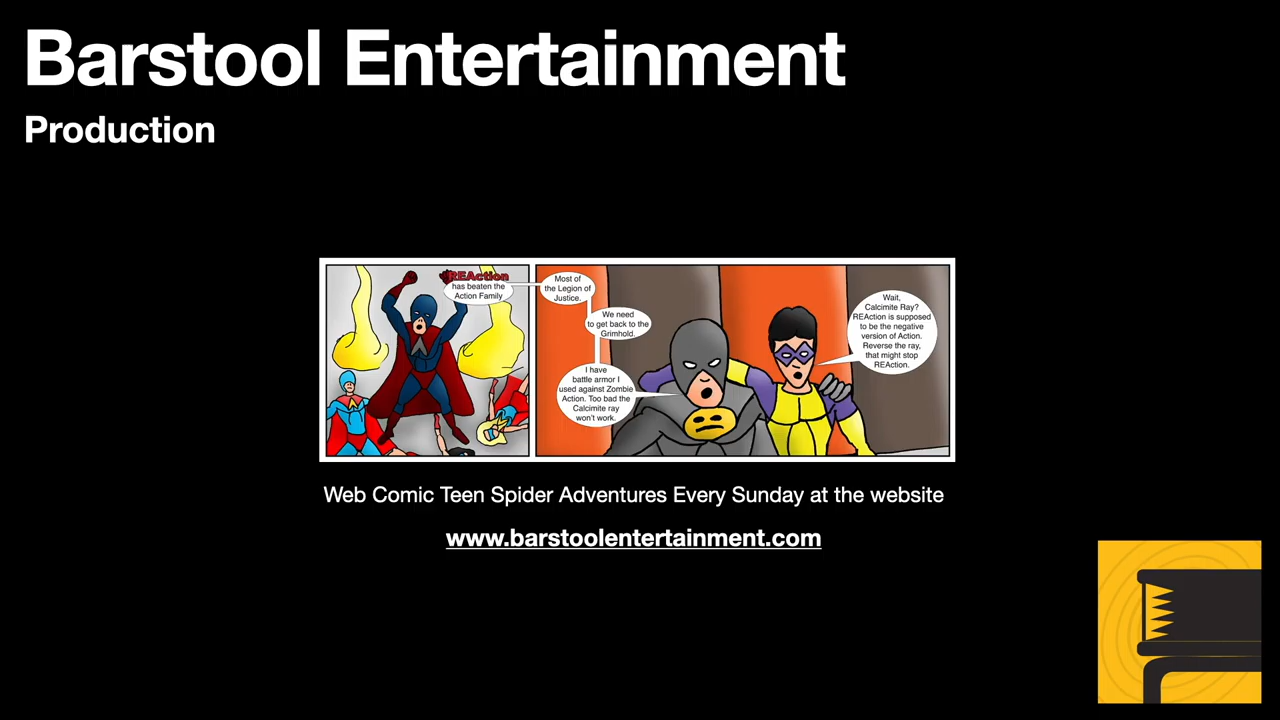 Barstool Entertainment
Production
REAction
has beaten the
Action Family
Most of
the Legion of
Justice.
We need
to get back to the
Grimhold.
I have
battle armor I
used against Zombie
Action. Too bad the
Calcimite ray
won't work.
Wait,
Calcimite Ray?
REAction is supposed
to be the negative
version of Action.
Reverse the ray,
that might stop
REAction.
Web Comic Teen Spider Adventures Every Sunday at the website
www.barstoolentertainment.com